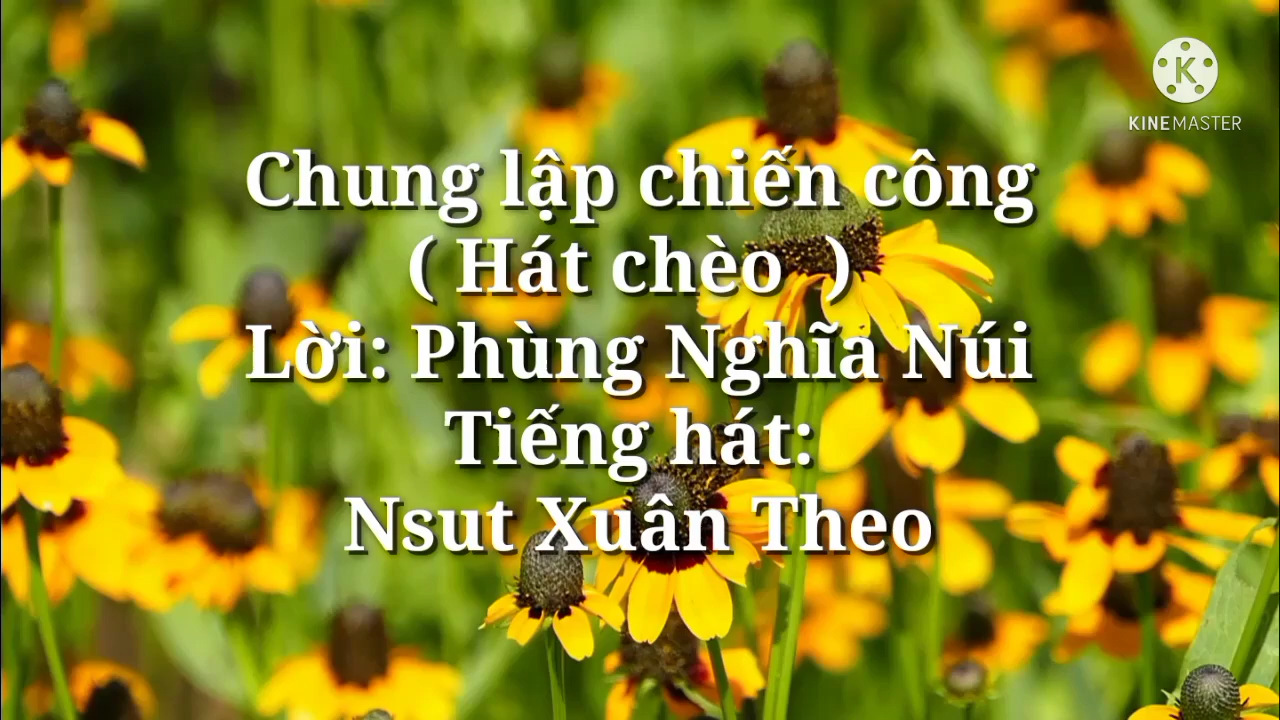 KINEMASTER
Chung lập chiến công
( Hát chèo )
Lời: Phùng Nghĩa Núi
Tiếng hát:
Nsut Xuân Theo